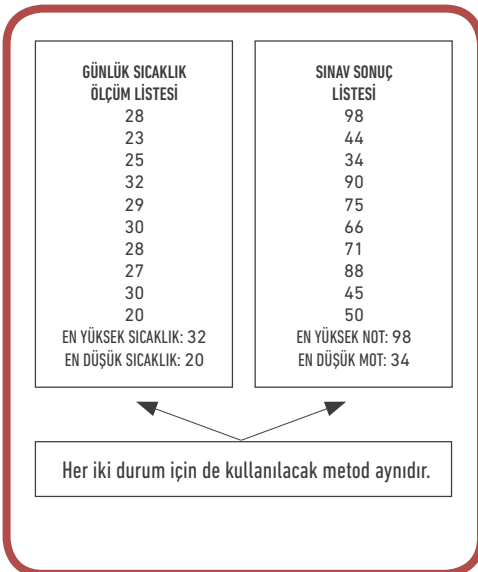 GÜNLÜK SICAKLIK
ÖLÇÜM LİSTESİ
28
23
25
32
29
30
28
27
30
20
EN YÜKSEK SICAKLIK: 32
EN DÜŞÜK SICAKLIK: 20
SINAV SONUÇ
LİSTESİ
98
44
34
90
75
66
71
88
45
50
EN YÜKSEK NOT: 98
EN DÜŞÜK MOT: 34
Her iki durum için de kullanılacak metod aynıdır.